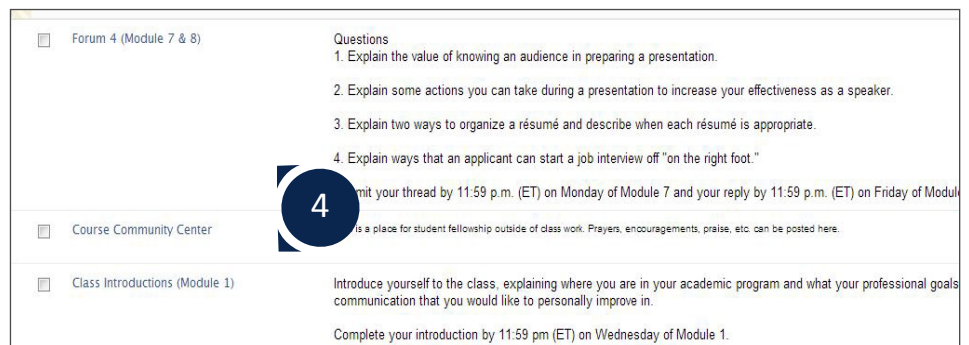 Forum 4 (Module 7 & 8)
Questions
1. Explain the value of knowing an audience in preparing a presentation.
2. Explain some actions you can take during a presentation to increase your effectiveness as a speaker.
3. Explain two ways to organize a résumé and describe when each résumé is appropriate.
4. Explain ways that an applicant can start a job interview off "on the right foot."
your thread by 11:59 p.m. (ET) on Monday of Module 7 and your reply by 11:59 p.m. (ET) on Friday of
4
Course Community Center
is a place for student fellowship outside of class work. Prayers, encouragements, praise, etc. can be posted here.
Class Introductions (Module 1)
Introduce yourself to the class, explaining where you are in your academic program and what your professional goals
communication that you would like to personally improve in.
Complete your introduction by 11:59 pm (ET) on Wednesday of Module 1.